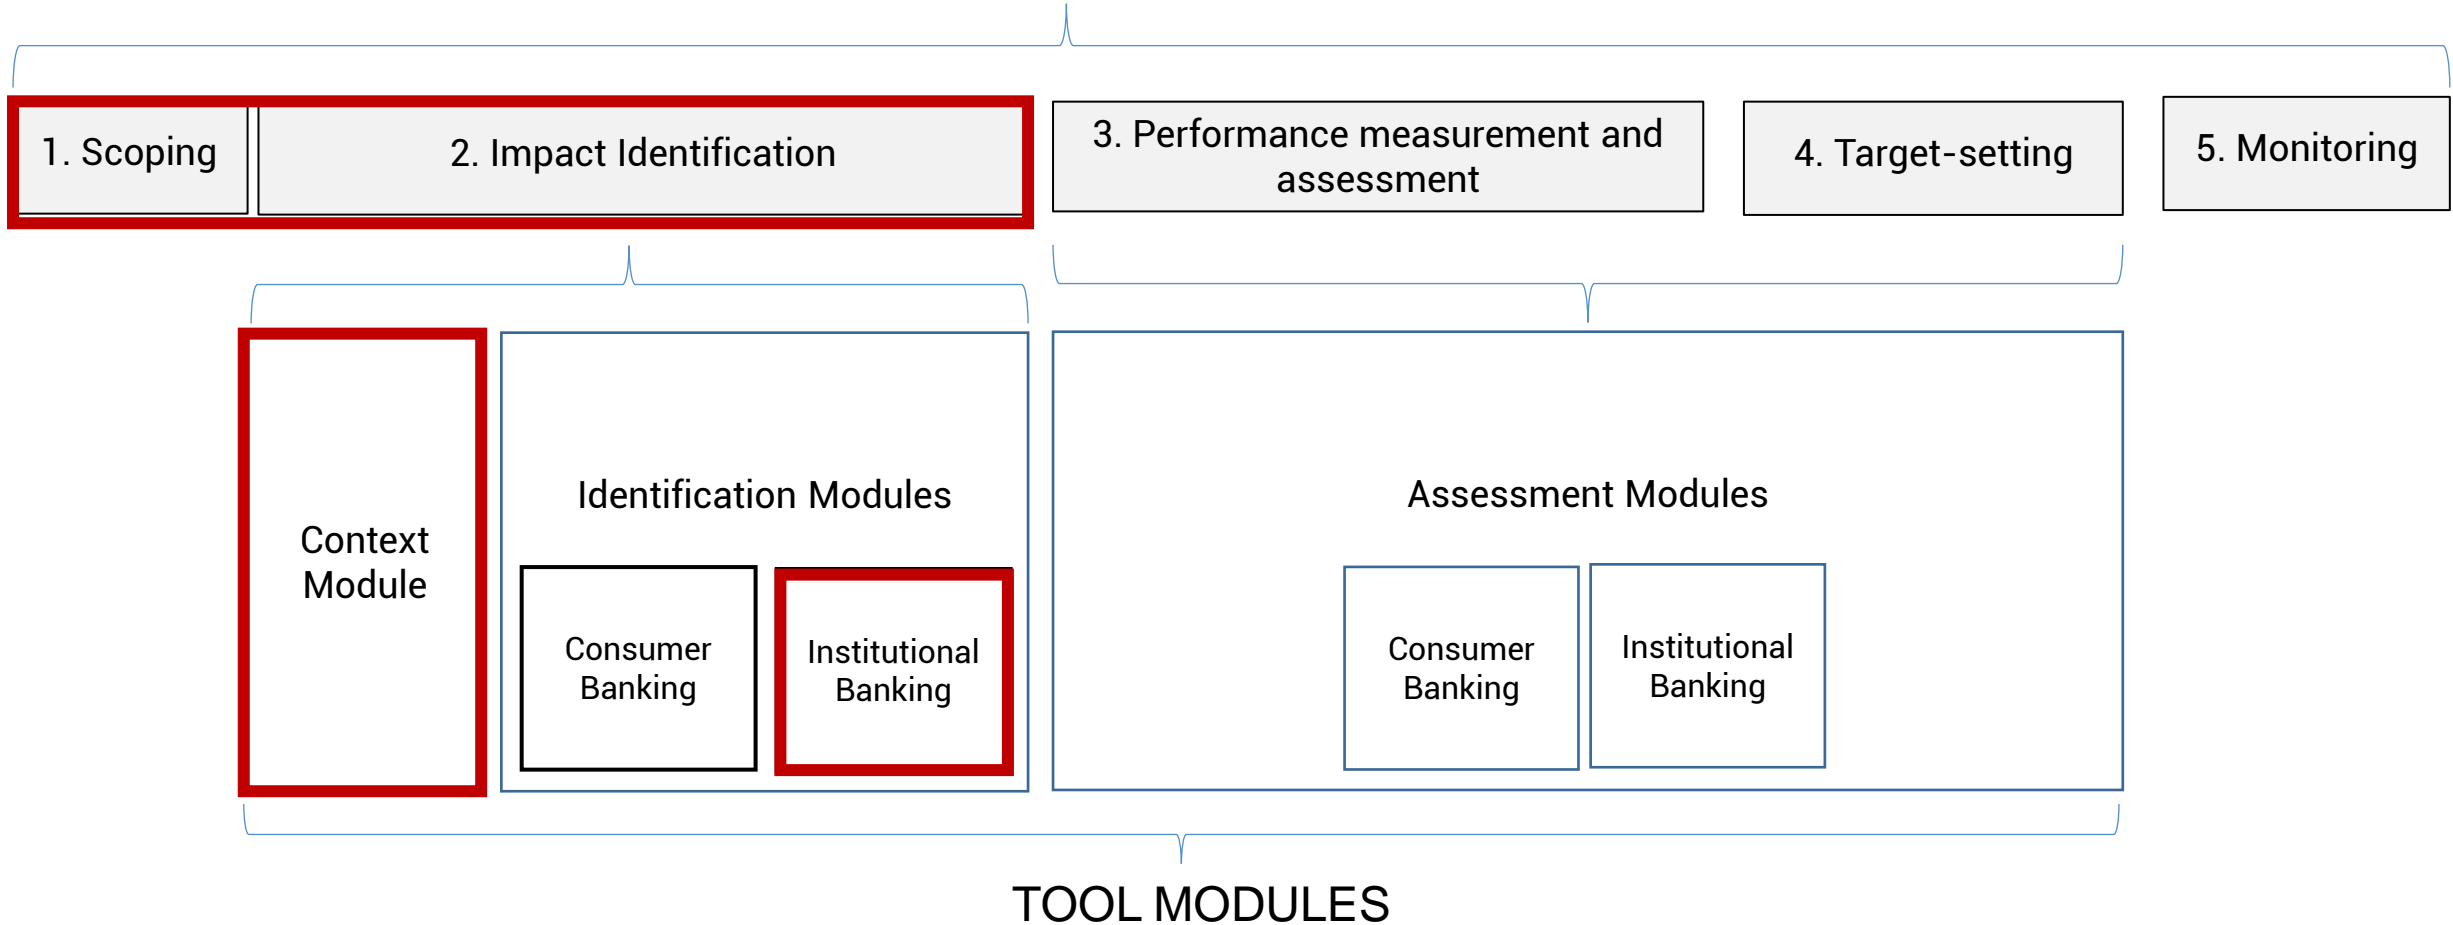 1. Scoping
2. Impact Identification
3. Performance measurement and
assessment
4. Target-setting
5. Monitoring
Context
Module
Identification Modules
Consumer
Banking
Institutional
Banking
Assessment Modules
Consumer
Banking
Institutional
Banking
TOOL MODULES